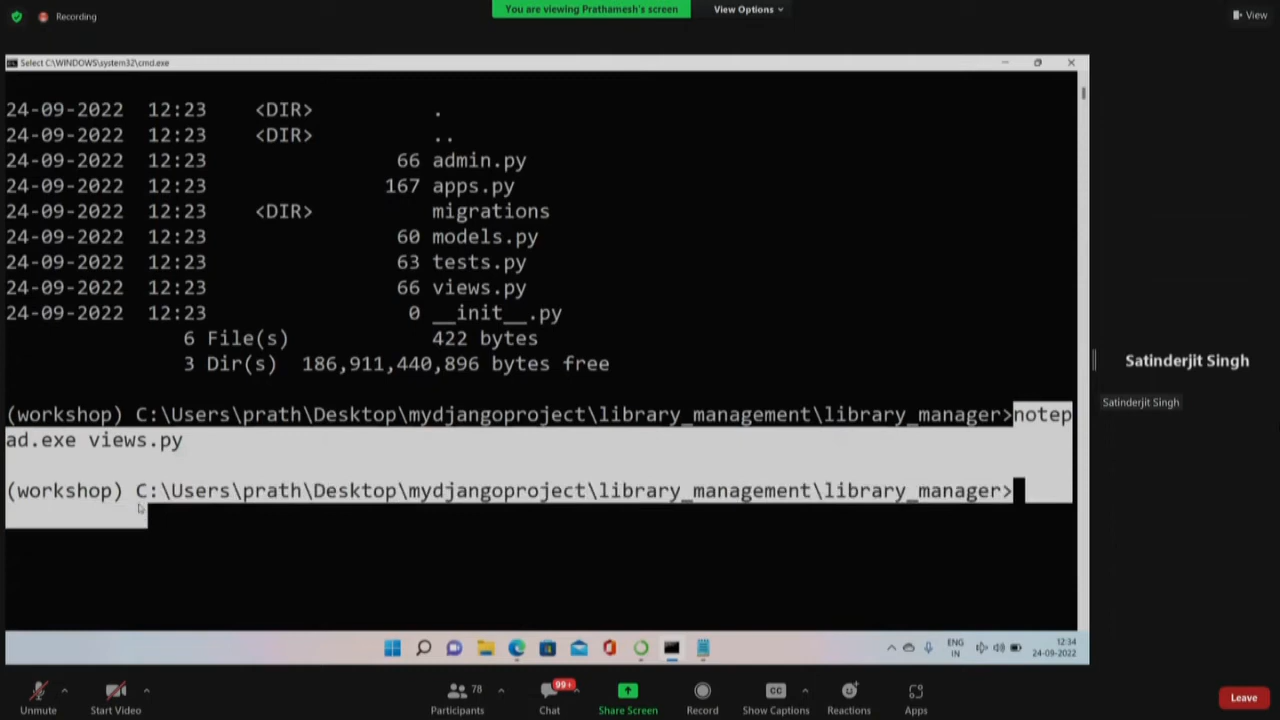 Recording
You are viewing Prathamesh's screen
View Options
View
Select C:\WINDOWS\system32\cmd.exe
24-09-2022 12:23 <DIR> .
24-09-2022 12:23 <DIR> ..
24-09-2022 12:23 66 admin.py
24-09-2022 12:23 167 apps.py
24-09-2022 12:23 <DIR> migrations
24-09-2022 12:23 60 models.py
24-09-2022 12:23 63 tests.py
24-09-2022 12:23 66 views.py
24-09-2022 12:23 0 __init__.py
6 File(s) 422 bytes
3 Dir(s) 186,911,440,896 bytes free
(workshop) C:\Users\prath\Desktop\mydjangoproject\library_management\library_manager>notep
ad.exe views.py
(workshop) C:\Users\prath\Desktop\mydjangoproject\library_management\library_manager>
Satinderjit Singh
Satinderjit Singh
ENG
IN
12:34
24-09-2022
Unmute
Start Video
Participants
78
Chat
99+
Share Screen
Record
CC
Show Captions
Reactions
Apps
Leave